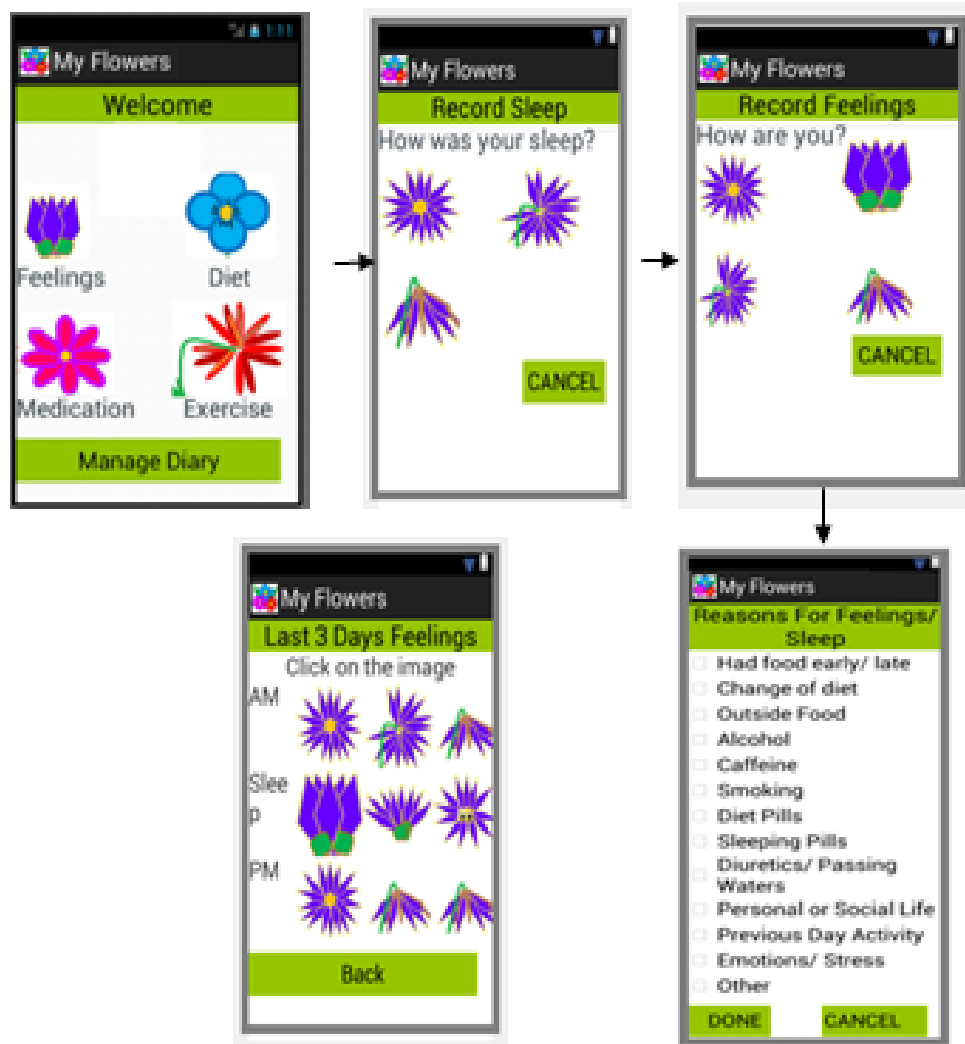 1:11
My Flowers
Welcome
Feelings
Diet
Medication
Exercise
Manage Diary
My Flowers
Record Sleep
How was your sleep?
CANCEL
My Flowers
Record Feelings
How are you?
CANCEL
My Flowers
Last 3 Days Feelings
Click on the image
AM
Slee
p
PM
Back
My Flowers
Reasons For Feelings/
Sleep
Had food early/ late
Change of diet
Outside Food
Alcohol
Caffeine
Smoking
Diet Pills
Sleeping Pills
Diuretics/ Passing
Waters
Personal or Social Life
Previous Day Activity
Emotions/ Stress
Other
DONE
CANCEL